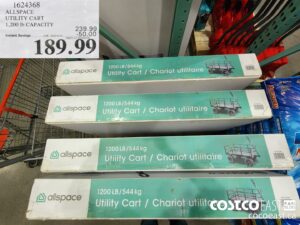 1624368
ALLSPACE
UTILITY CART
1,200 LB CAPACITY
239.99
Instant Savings
-50.00
189.99
1200LB/544kg
allspace
Utility Cart / Chariot utilitaire
1200LB/544kg
allspace
Utility Cart / Chariot utilitaire
1200LB/544kg
allspace
Utility Cart / Chariot utilitaire
1200LB/544kg
allspace
Utility Cart / Chariot utilitaire
COSTCO
cocoeast.ca